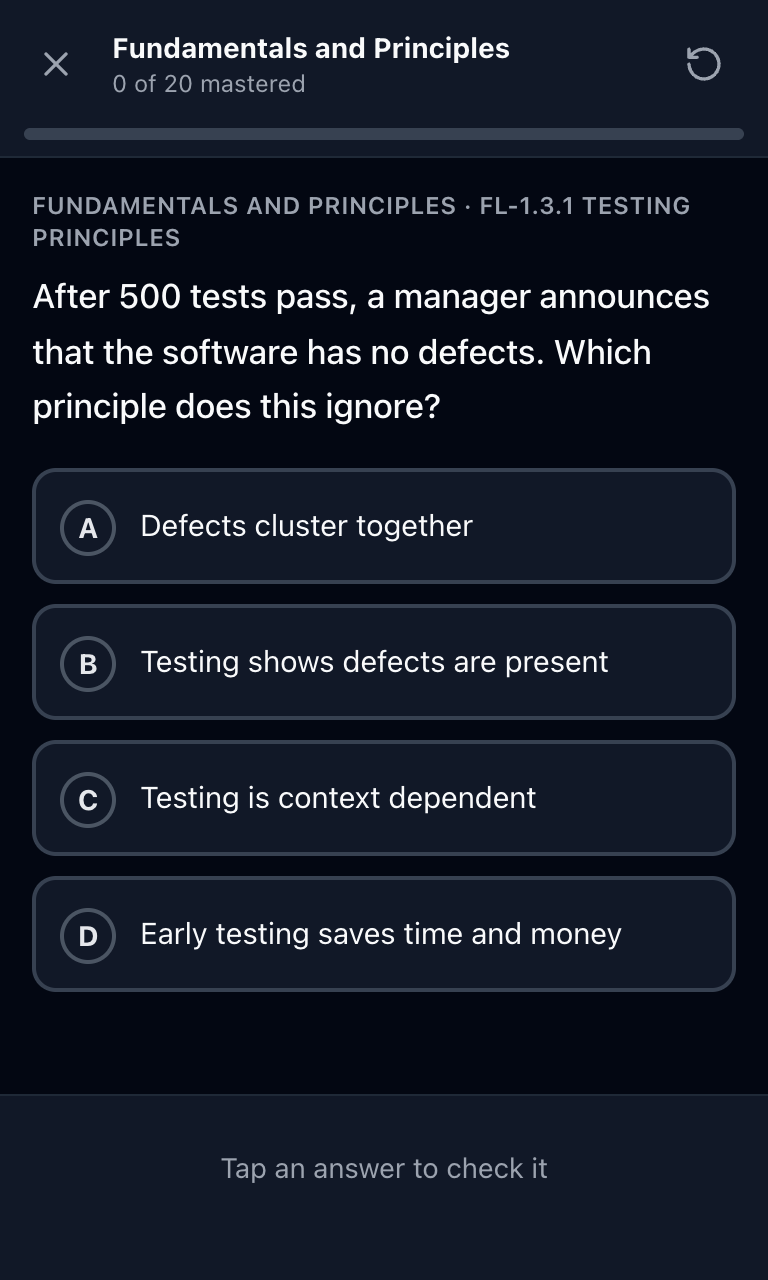 Fundamentals and Principles
0 of 20 mastered
FUNDAMENTALS AND PRINCIPLES · FL-1.3.1 TESTING
PRINCIPLES
After 500 tests pass, a manager announces
that the software has no defects. Which
principle does this ignore?
A Defects cluster together
B Testing shows defects are present
C Testing is context dependent
D Early testing saves time and money
Tap an answer to check it